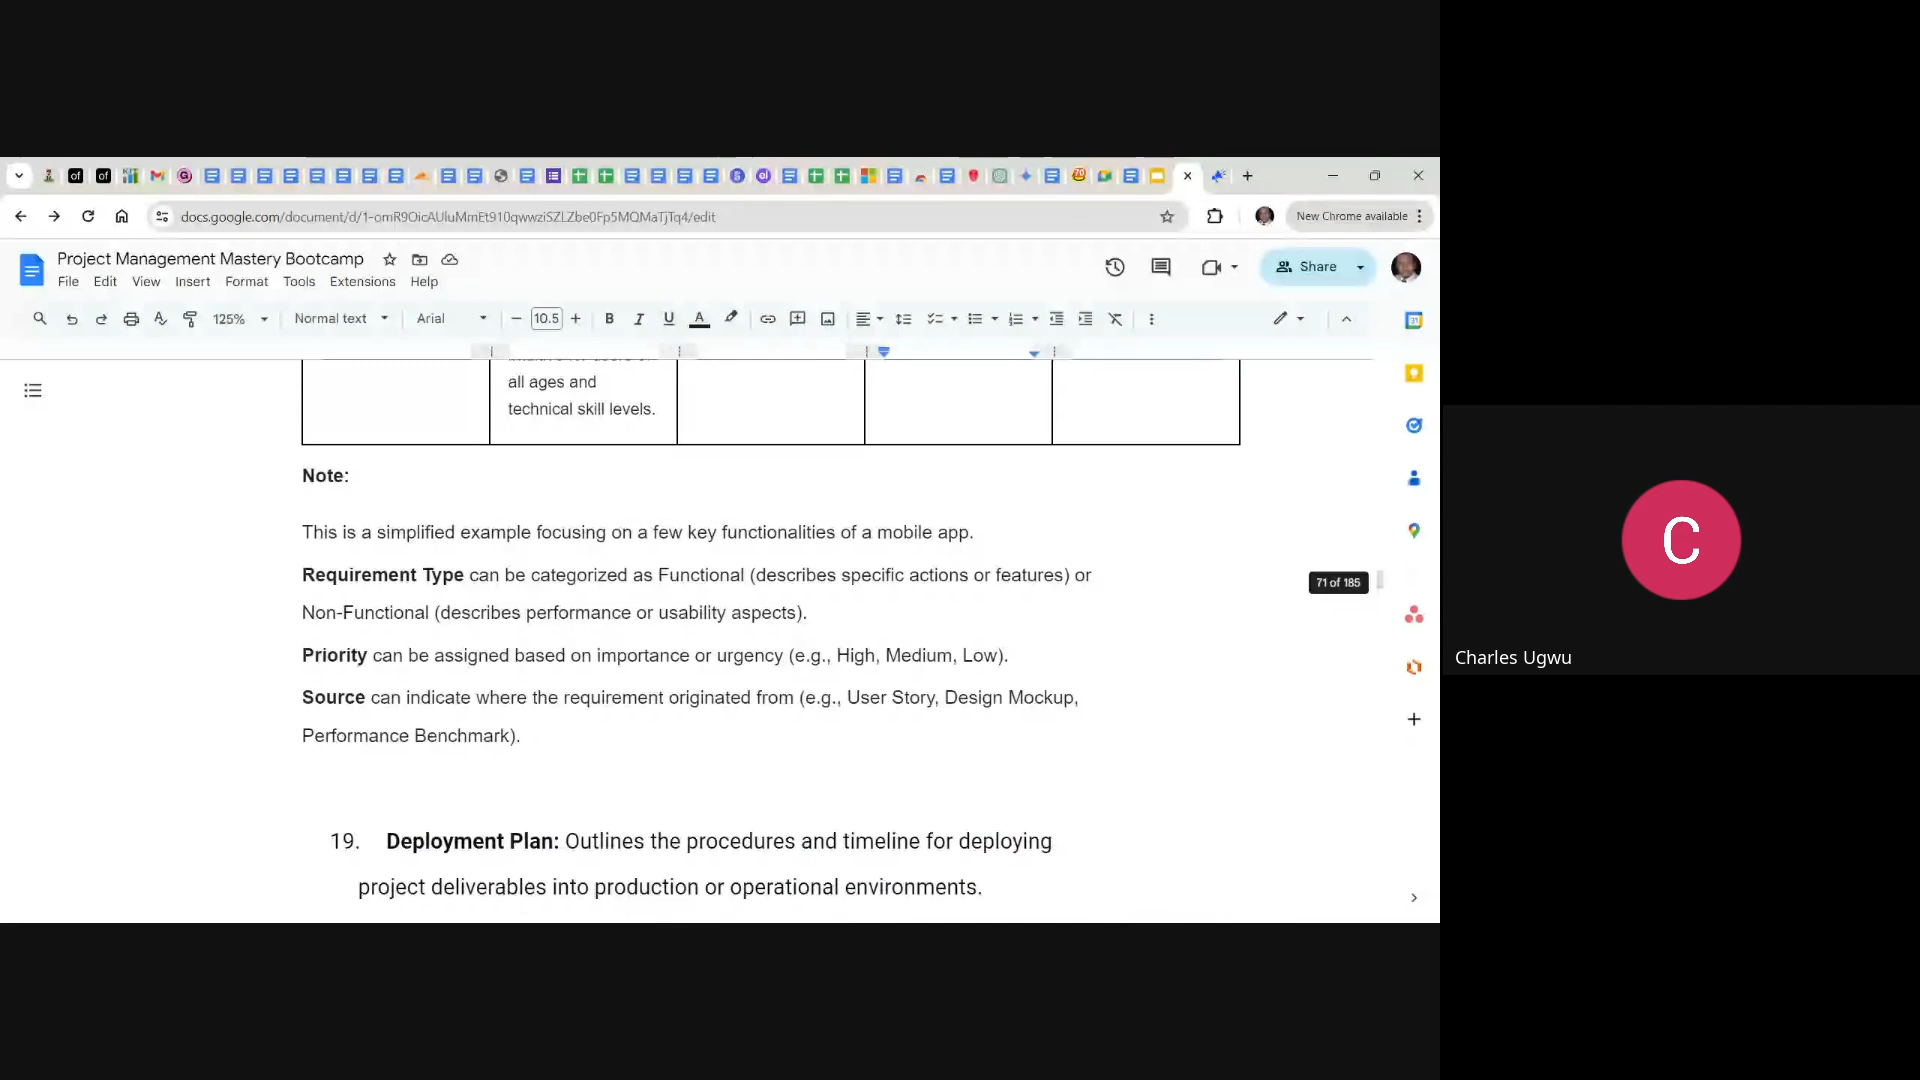 docs.google.com/document/d/1-omR9OicAUluMmEt910qwwziSZLZbe0Fp5MQMaTjTq4/edit
New Chrome available
Project Management Mastery Bootcamp
File Edit View Insert Format Tools Extensions Help
Share
125% Normal text Arial 10.5
all ages and
technical skill levels.
Note:
This is a simplified example focusing on a few key functionalities of a mobile app.
Requirement Type can be categorized as Functional (describes specific actions or features) or
Non-Functional (describes performance or usability aspects).
71 of 185
Priority can be assigned based on importance or urgency (e.g., High, Medium, Low).
Source can indicate where the requirement originated from (e.g., User Story, Design Mockup,
Performance Benchmark).
19. Deployment Plan: Outlines the procedures and timeline for deploying
project deliverables into production or operational environments.
C
Charles Ugwu